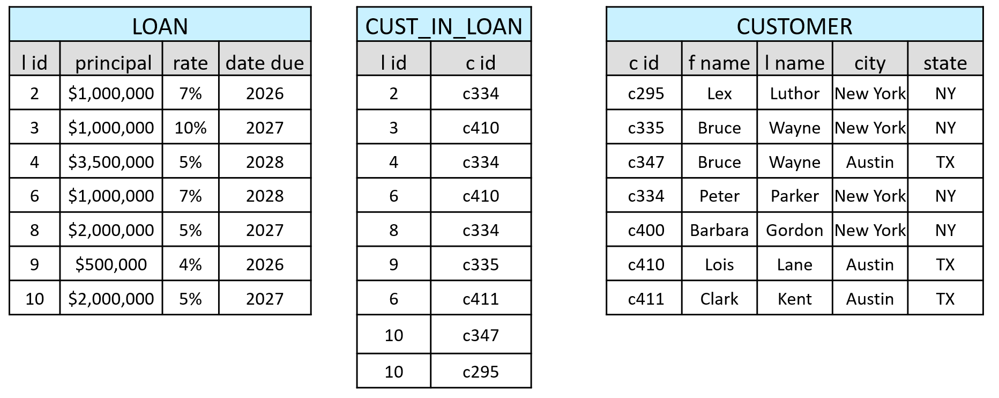 LOAN
l id principal rate date due
2 $1,000,000 7% 2026
3 $1,000,000 10% 2027
4 $3,500,000 5% 2028
6 $1,000,000 7% 2028
8 $2,000,000 5% 2027
9 $500,000 4% 2026
10 $2,000,000 5% 2027
CUST_IN_LOAN
l id c id
2 c334
3 c410
4 c334
6 c410
8 c334
9 c335
6 c411
10 c347
10 c295
CUSTOMER
c id f name l name city state
c295 Lex Luthor New York NY
c335 Bruce Wayne New York NY
c347 Bruce Wayne Austin TX
c334 Peter Parker New York NY
c400 Barbara Gordon New York NY
c410 Lois Lane Austin TX
c411 Clark Kent Austin TX